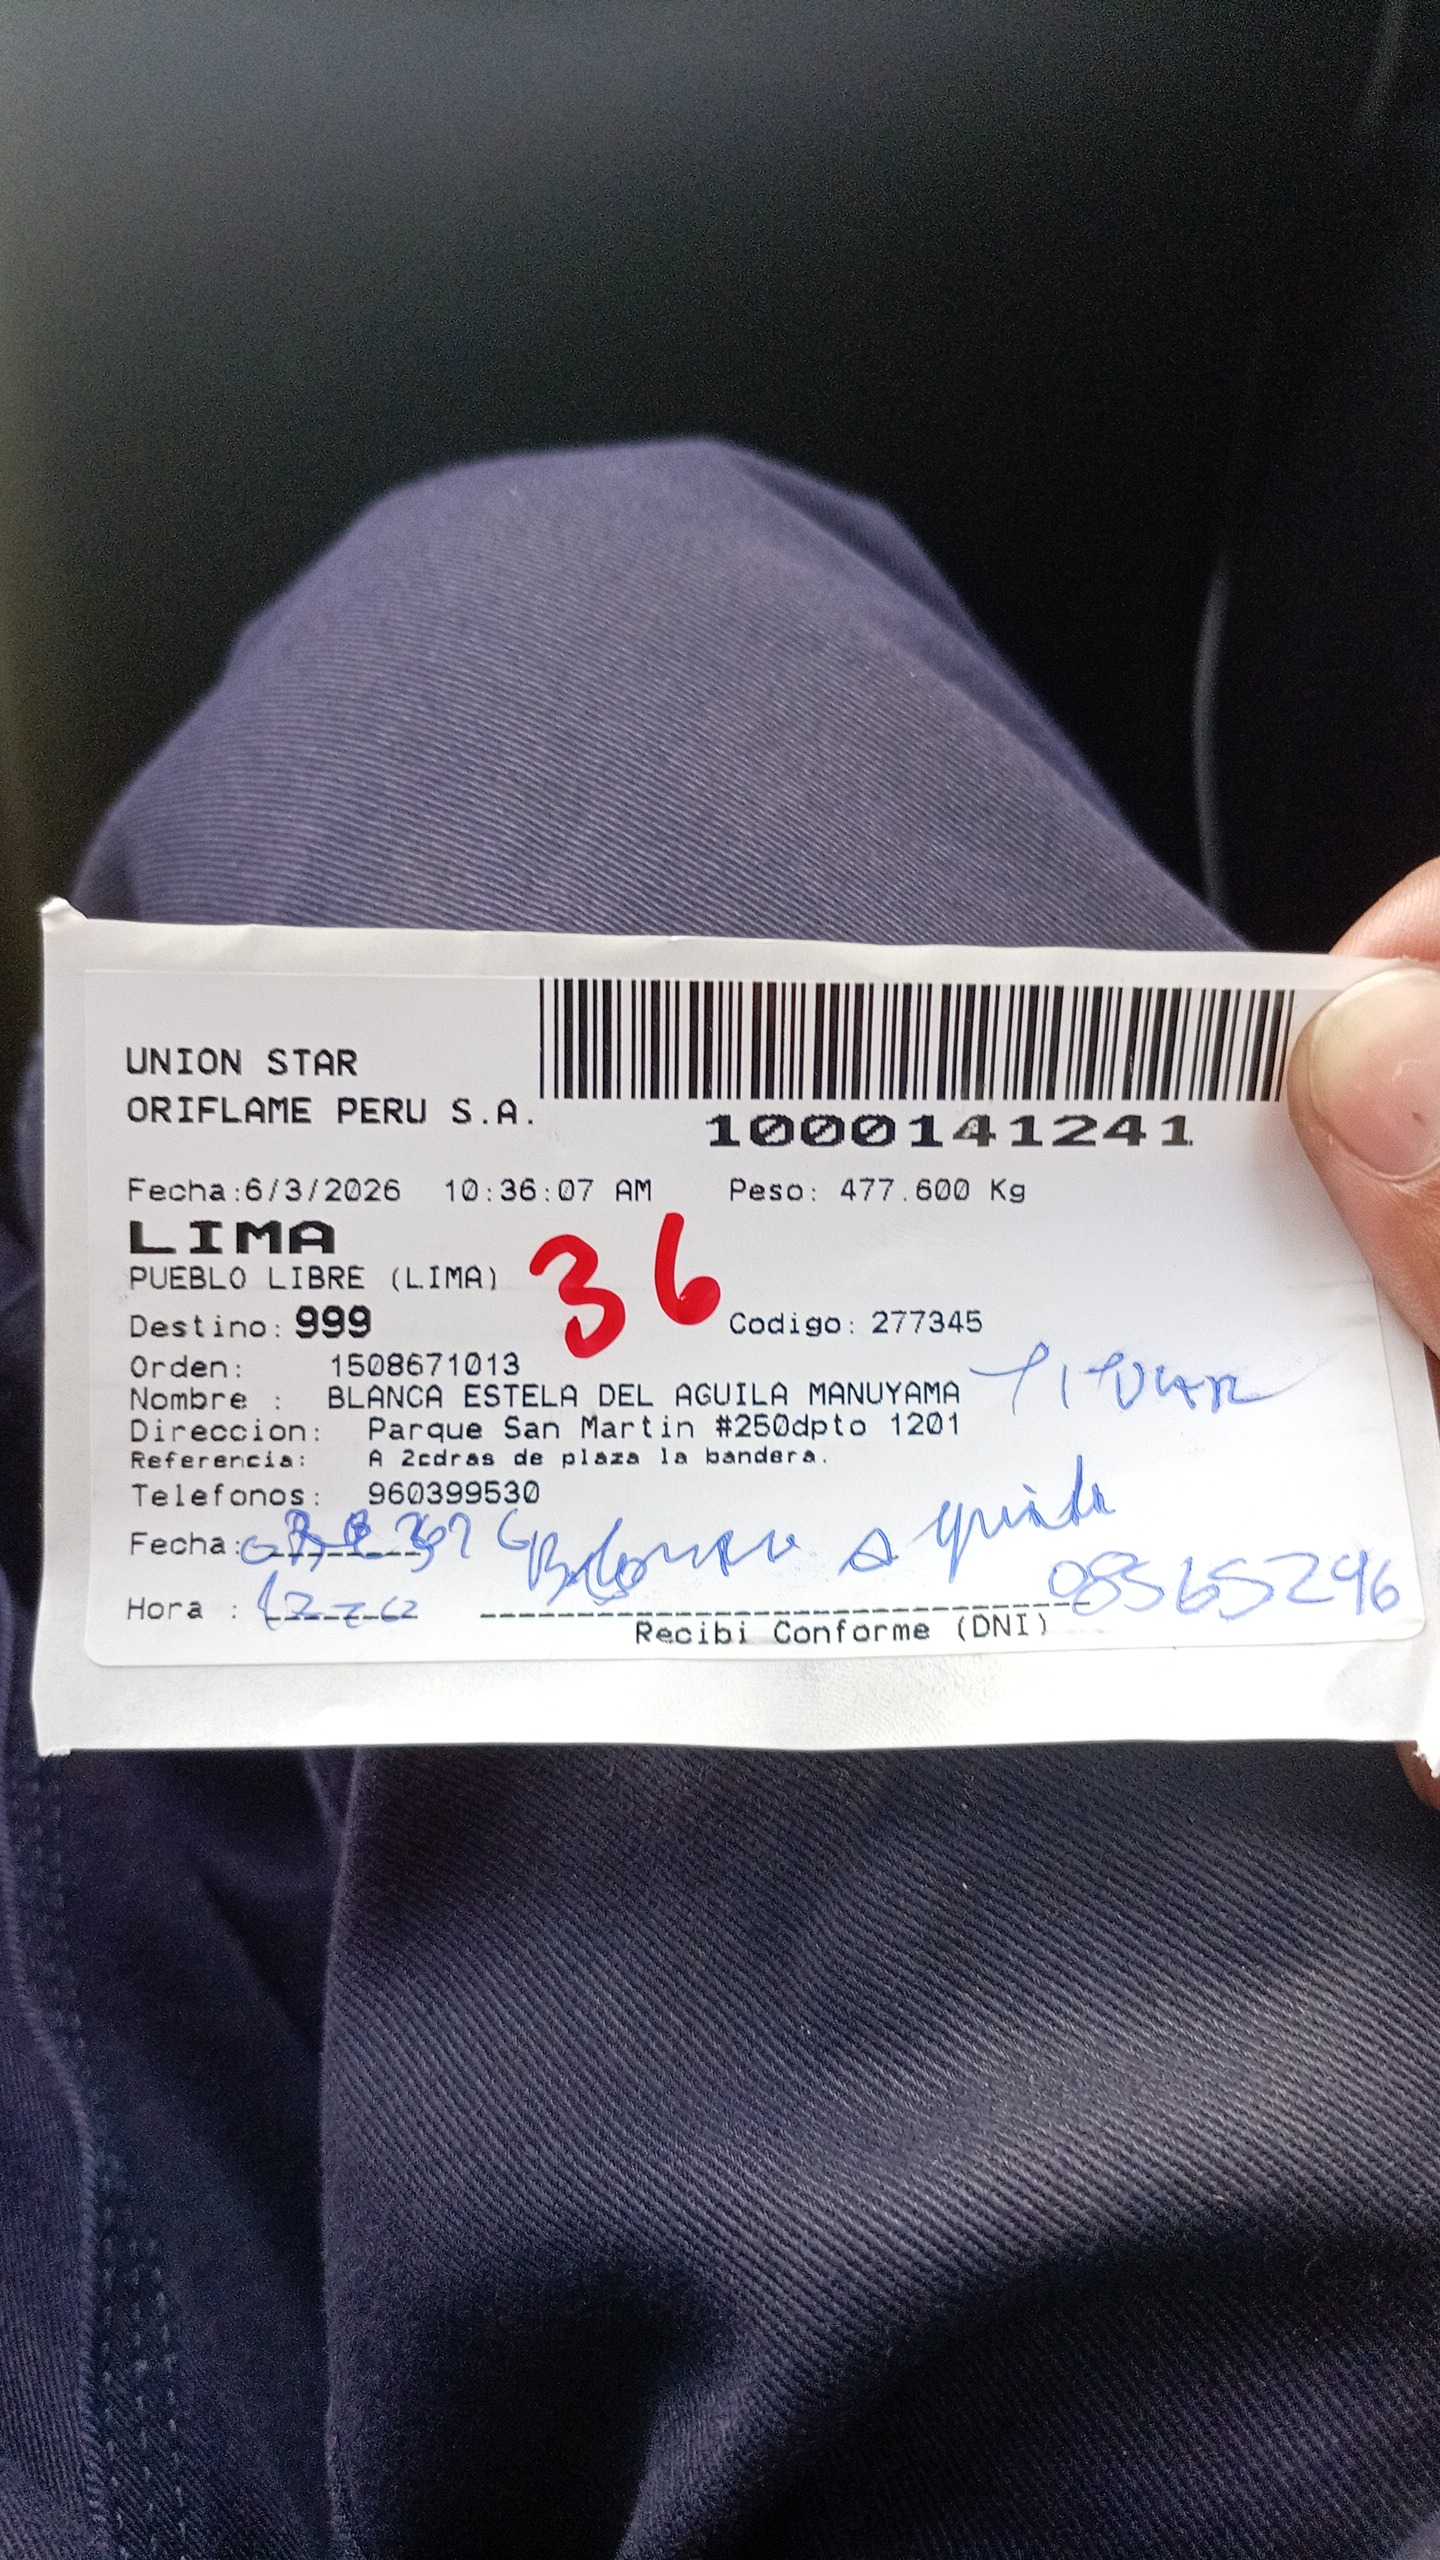 UNION STAR
ORIFLAME PERU S.A.
1000141241
Fecha:6/3/2026 10:36:07 AM Peso: 477.600 Kg
LIMA
PUEBLO LIBRE (LIMA)
36
Destino: 999 Codigo: 277345
Orden: 1508671013
Nombre : BLANCA ESTELA DEL AGUILA MANUYAMA TITULAR
Direccion: Parque San Martin #250dpto 1201
Referencia: A 2cdras de plaza la bandera.
Telefonos: 960399530
Fecha:
Hora : 08565296
Recibi Conforme (DNI)